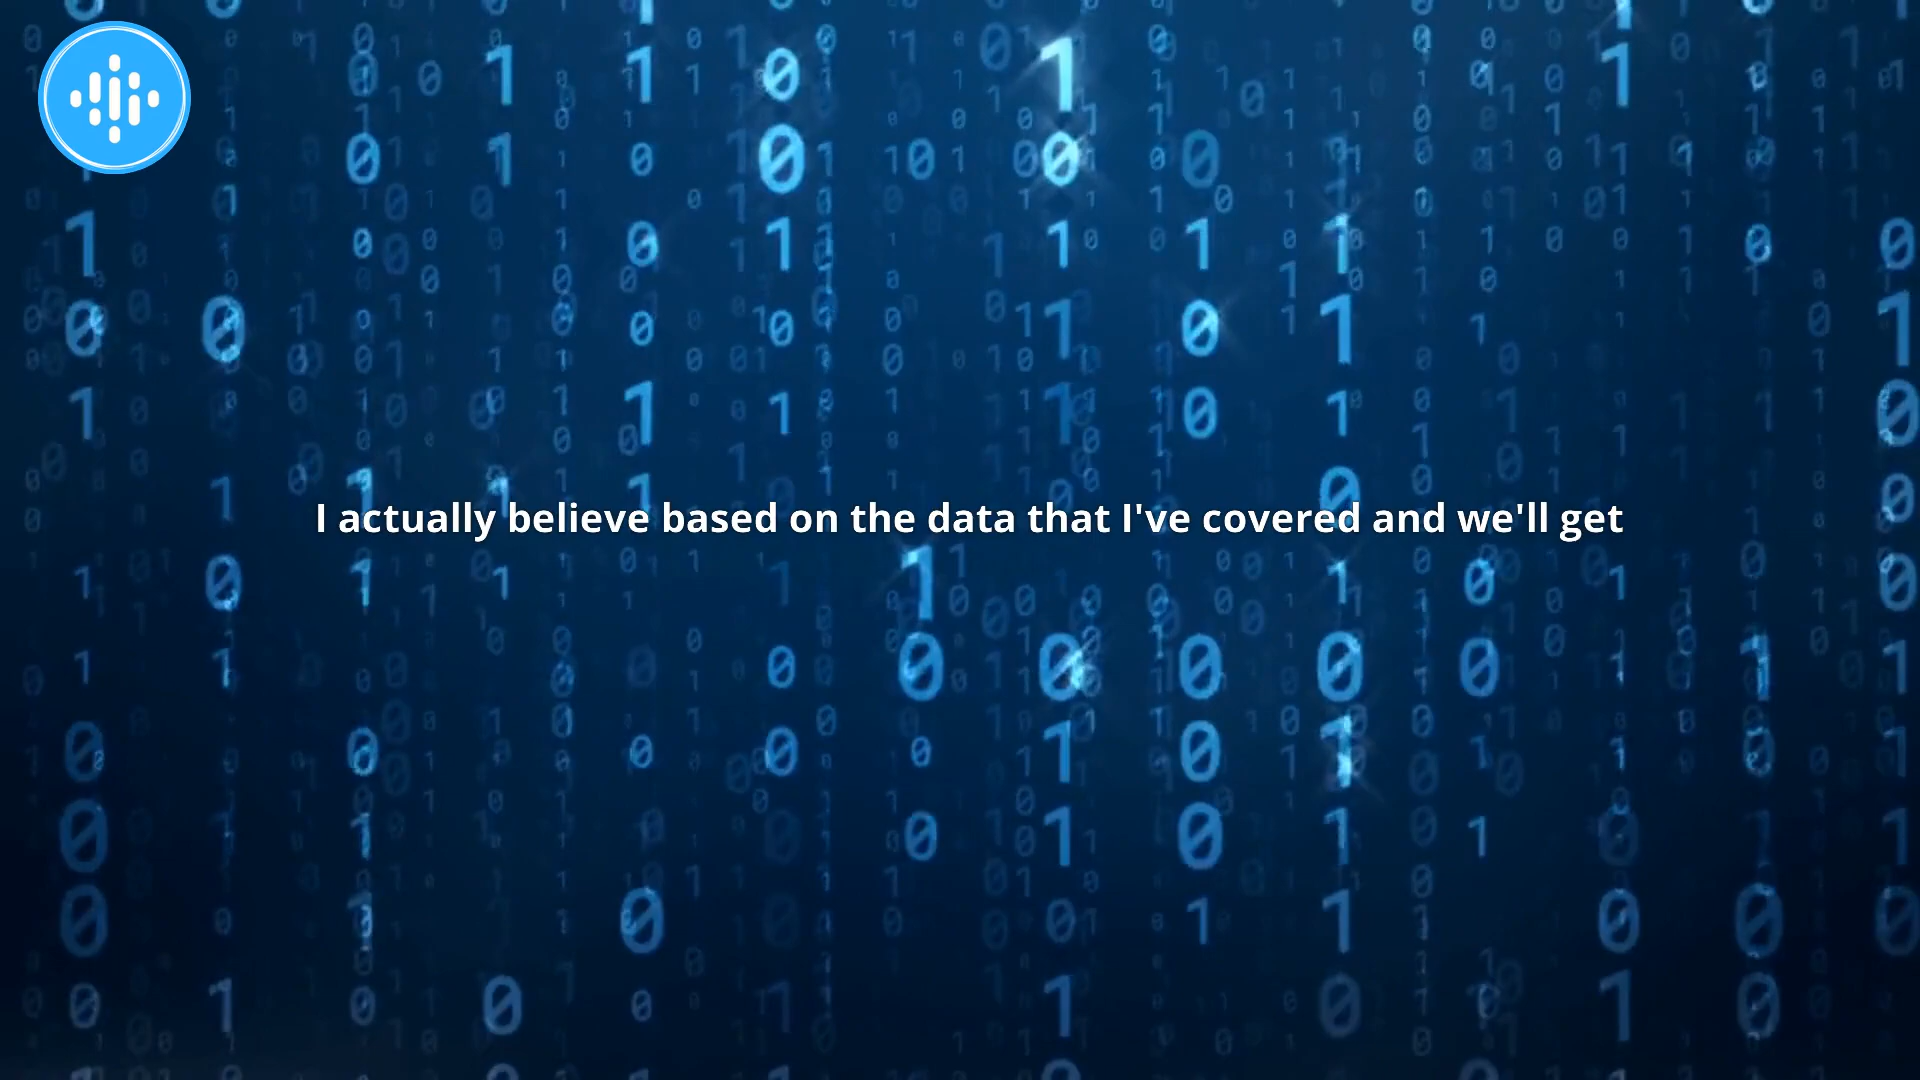 I actually believe based on the data that I've covered and we'll get